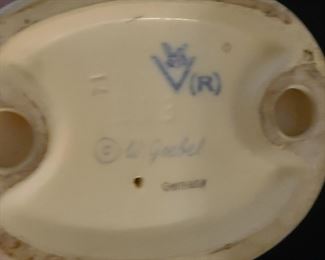 (R)
© W. Goebel
Germany